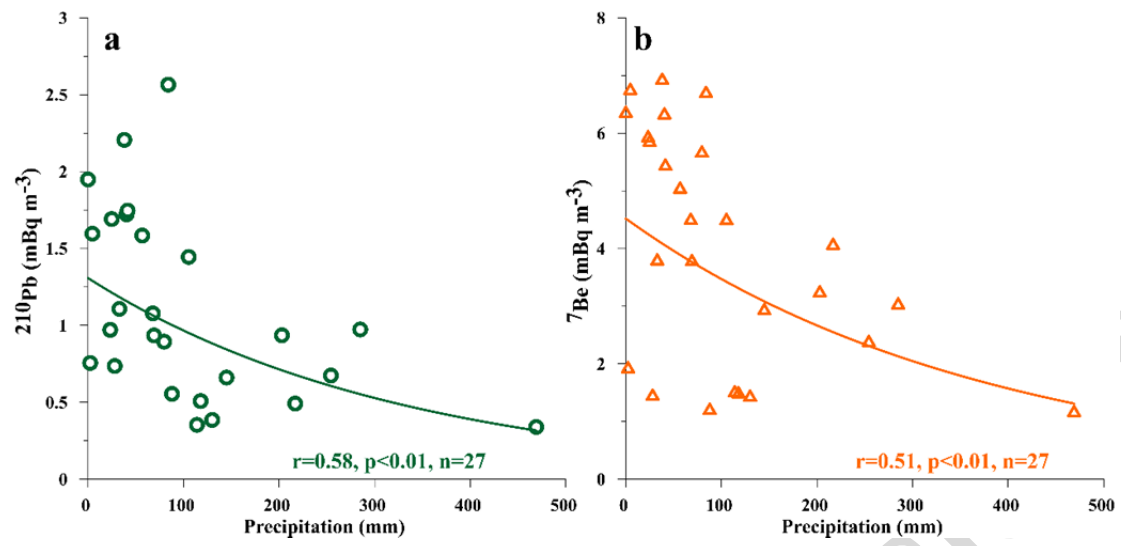 a
3
2.5
2
1.5
1
0.5
0
210Pb (mBq m-3)
0 100 200 300 400 500
Precipitation (mm)
r=0.58, p<0.01, n=27
b
8
6
4
2
0
7Be (mBq m-3)
0 100 200 300 400 500
Precipitation (mm)
r=0.51, p<0.01, n=27